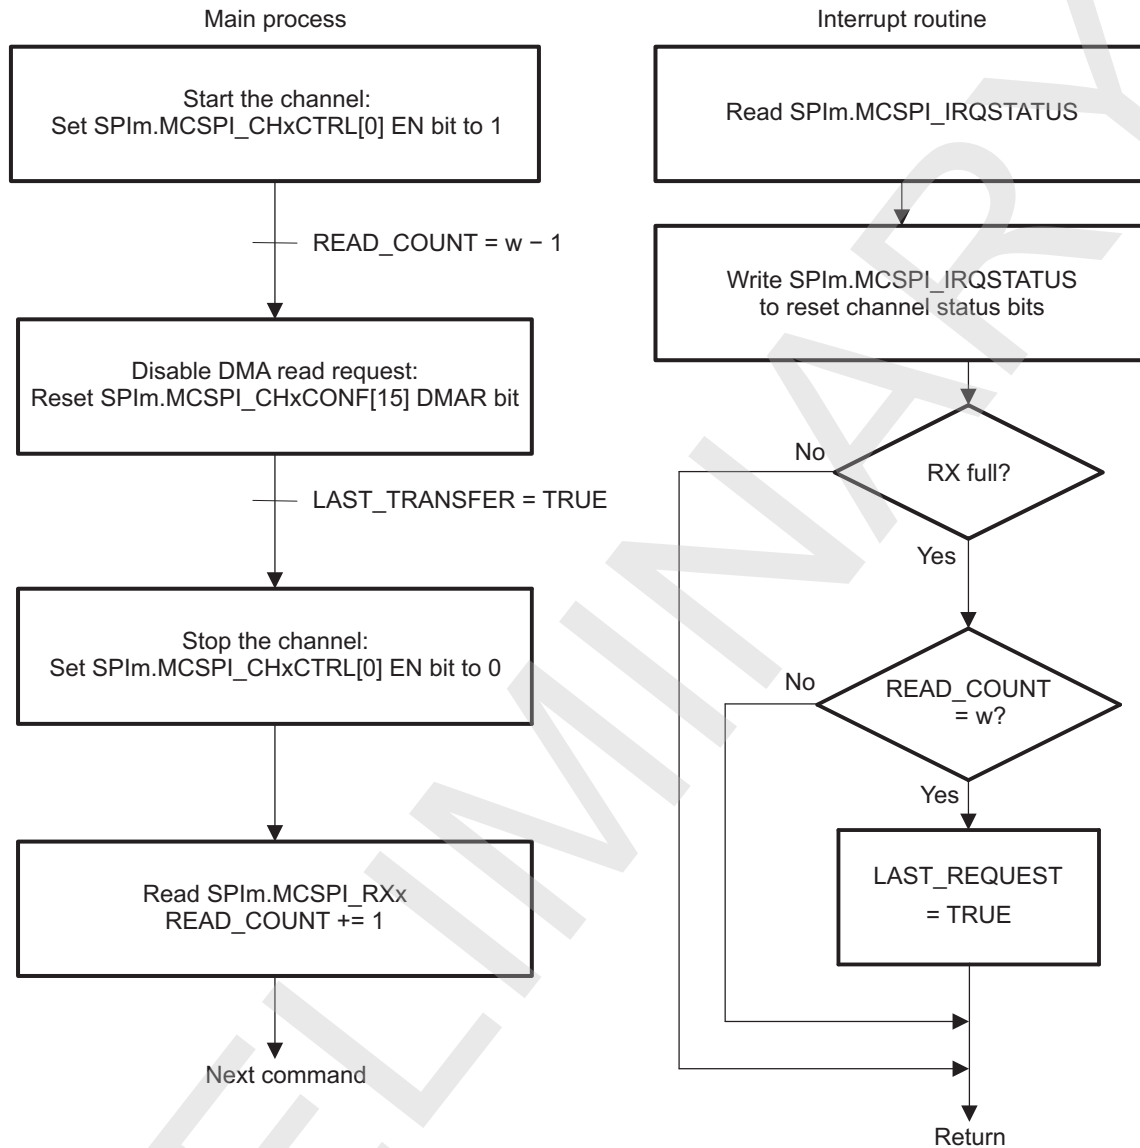 Main process
Start the channel:
Set SPIm.MCSPI_CHxCTRL[0] EN bit to 1
READ_COUNT = w − 1
Disable DMA read request:
Reset SPIm.MCSPI_CHxCONF[15] DMAR bit
LAST_TRANSFER = TRUE
Stop the channel:
Set SPIm.MCSPI_CHxCTRL[0] EN bit to 0
Read SPIm.MCSPI_RXx
READ_COUNT += 1
Next command
Interrupt routine
Read SPIm.MCSPI_IRQSTATUS
Write SPIm.MCSPI_IRQSTATUS
to reset channel status bits
No
RX full?
Yes
No
READ_COUNT
= w?
Yes
LAST_REQUEST
= TRUE
Return
ELIMINARY